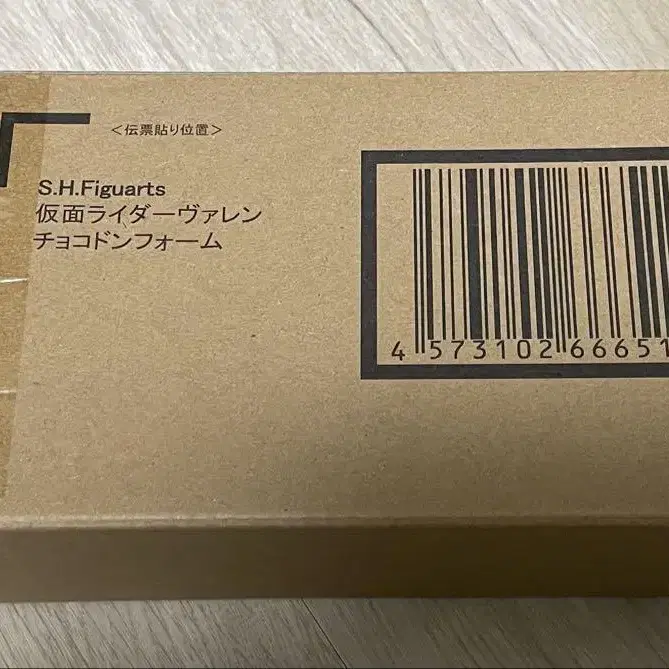 <伝票貼り位置>
S.H.Figuarts
仮面ライダーヴァレン
チョコドンフォーム
4 573102 66651